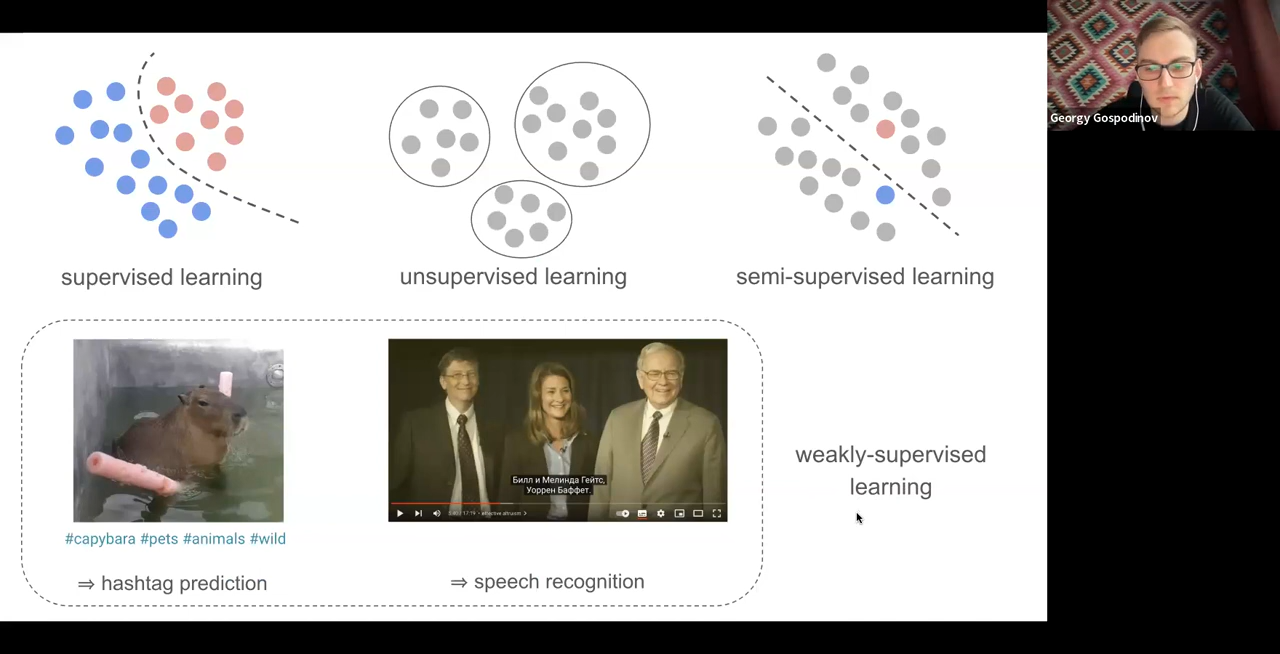 Georgy Gospodinov
supervised learning
unsupervised learning
semi-supervised learning
Билл и Мелинда Гейтс,
Уоррен Баффет.
weakly-supervised
learning
#capybara #pets #animals #wild
⇒ hashtag prediction
⇒ speech recognition